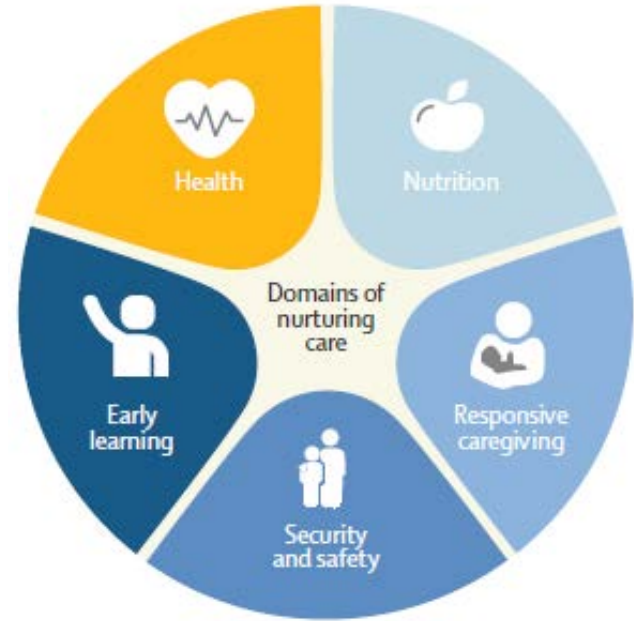 Health
Nutrition
Domains of
nurturing
care
Early
learning
Responsive
caregiving
Security
and safety